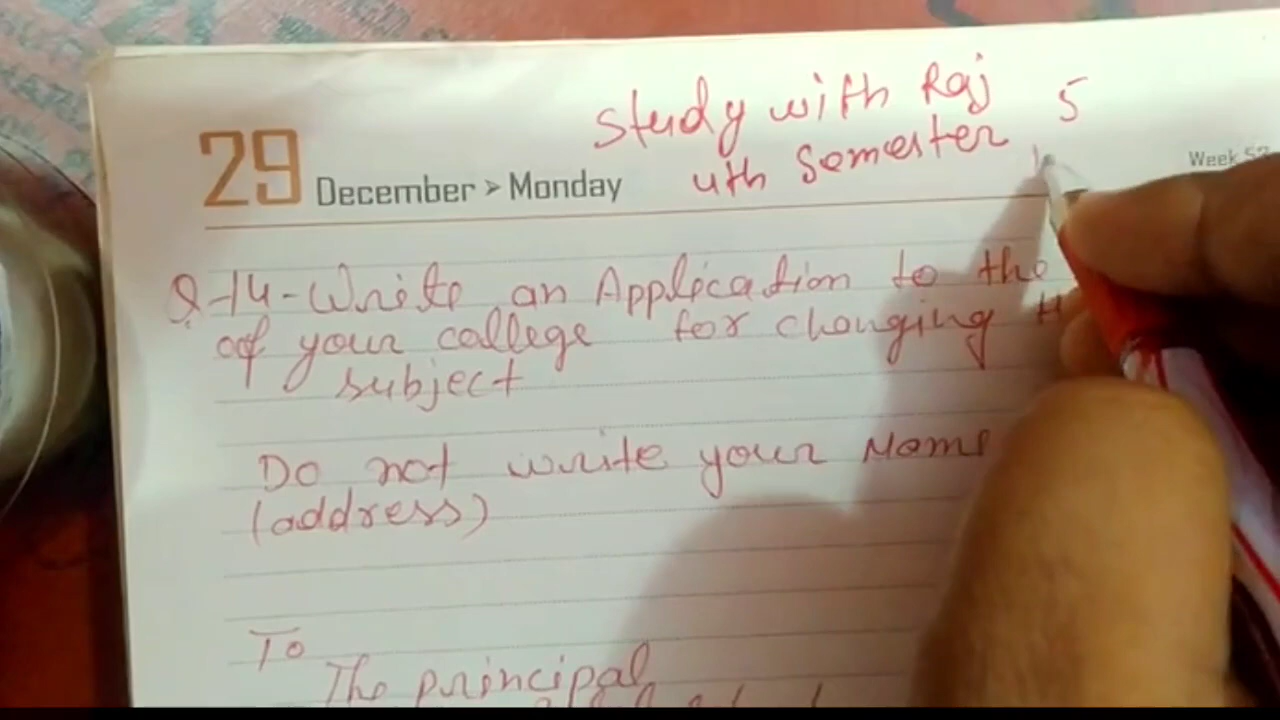 Study with Raj 5
4th Semester
29 December > Monday
Week 52
Q-14-Write an Application to the
of your college for changing
subject
Do not write your Name
(address)
To
The principal